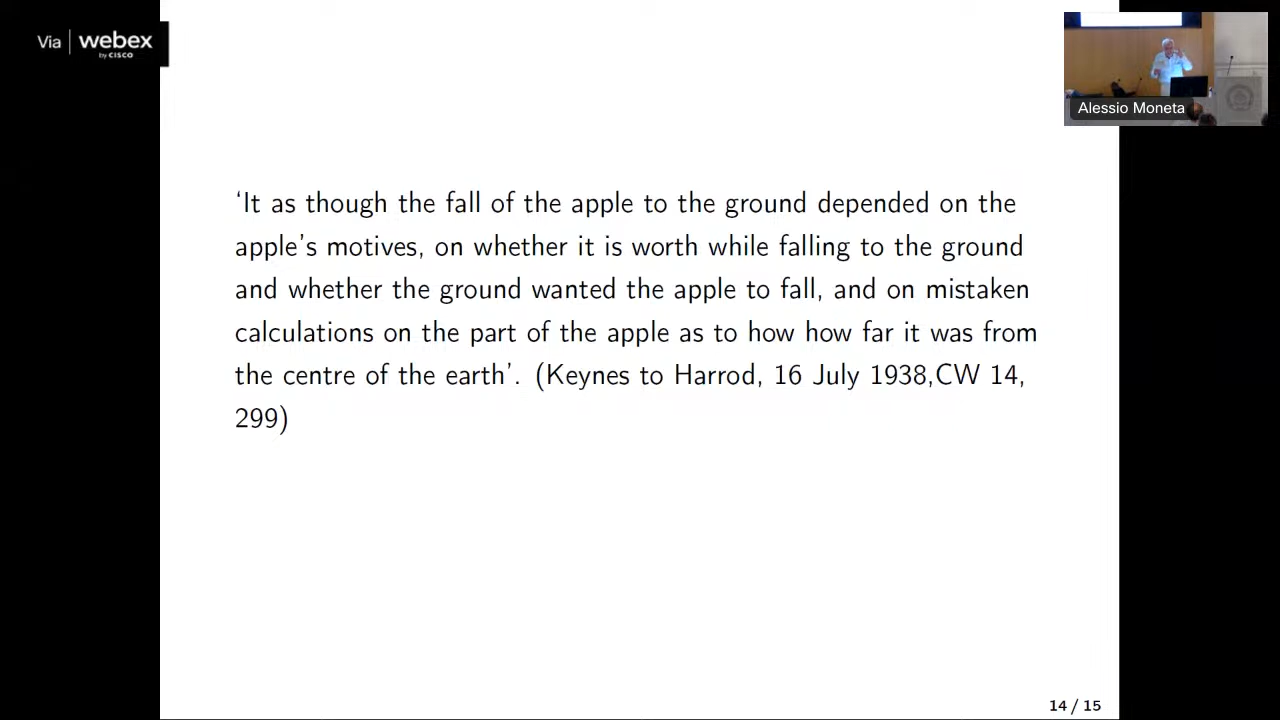 Via webex
by CISCO
Alessio Moneta
‘It as though the fall of the apple to the ground depended on the
apple’s motives, on whether it is worth while falling to the ground
and whether the ground wanted the apple to fall, and on mistaken
calculations on the part of the apple as to how how far it was from
the centre of the earth’. (Keynes to Harrod, 16 July 1938,CW 14,
299)
14 / 15